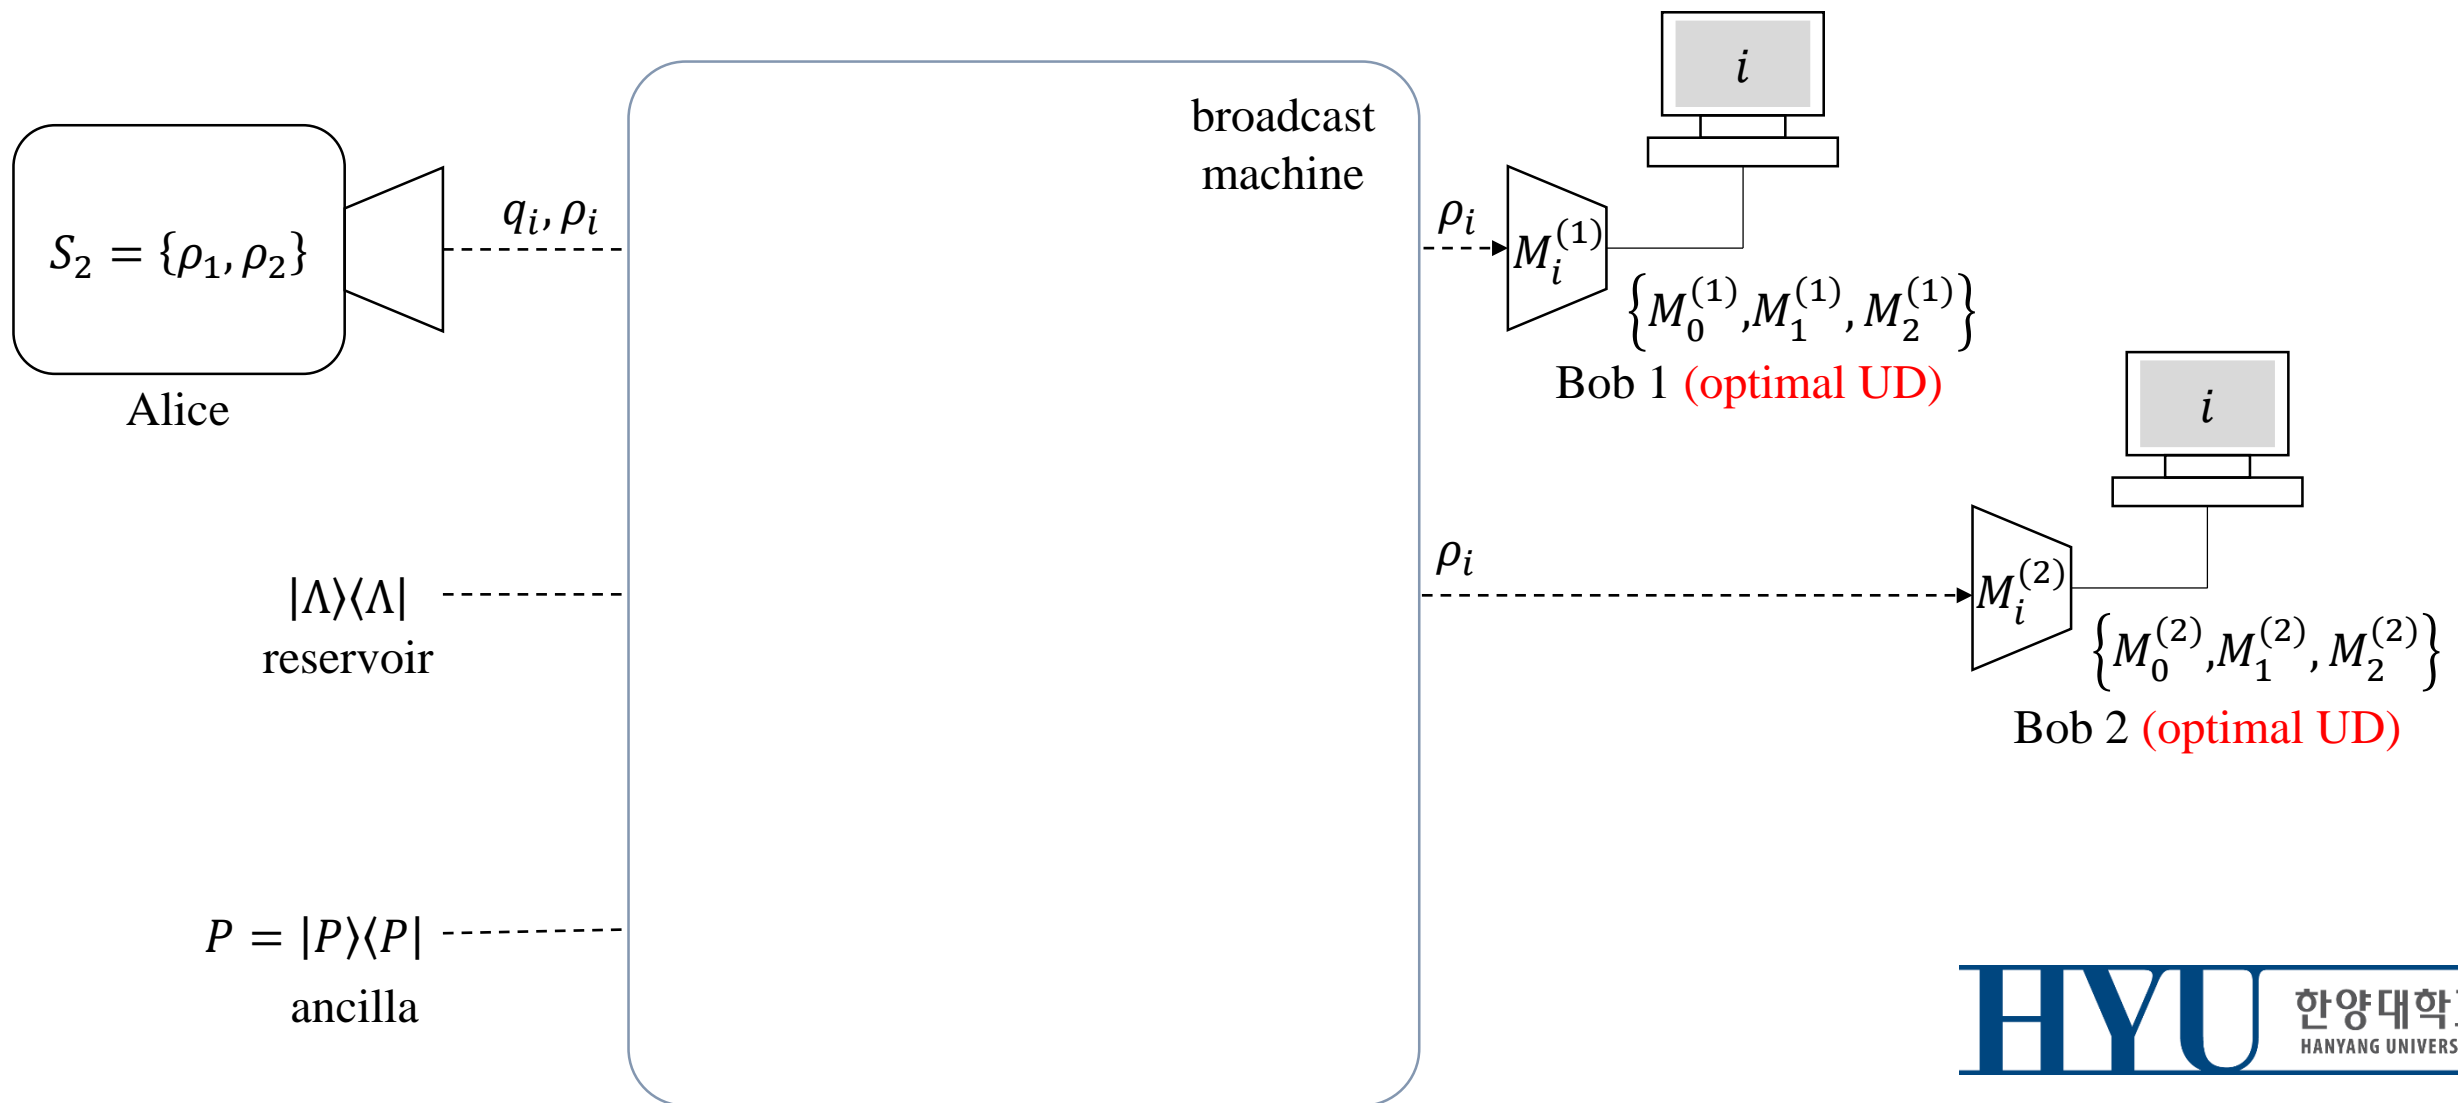 broadcast
machine
S₂ = {ρ₁, ρ₂}
Alice
qᵢ, ρᵢ
|Λ⟩⟨Λ|
reservoir
P = |P⟩⟨P|
ancilla
ρᵢ
Mᵢ⁽¹⁾
i
{M₀⁽¹⁾,M₁⁽¹⁾, M₂⁽¹⁾}
Bob 1 (optimal UD)
ρᵢ
Mᵢ⁽²⁾
i
{M₀⁽²⁾,M₁⁽²⁾, M₂⁽²⁾}
Bob 2 (optimal UD)
HYU
한양대학
HANYANG UNIVERS